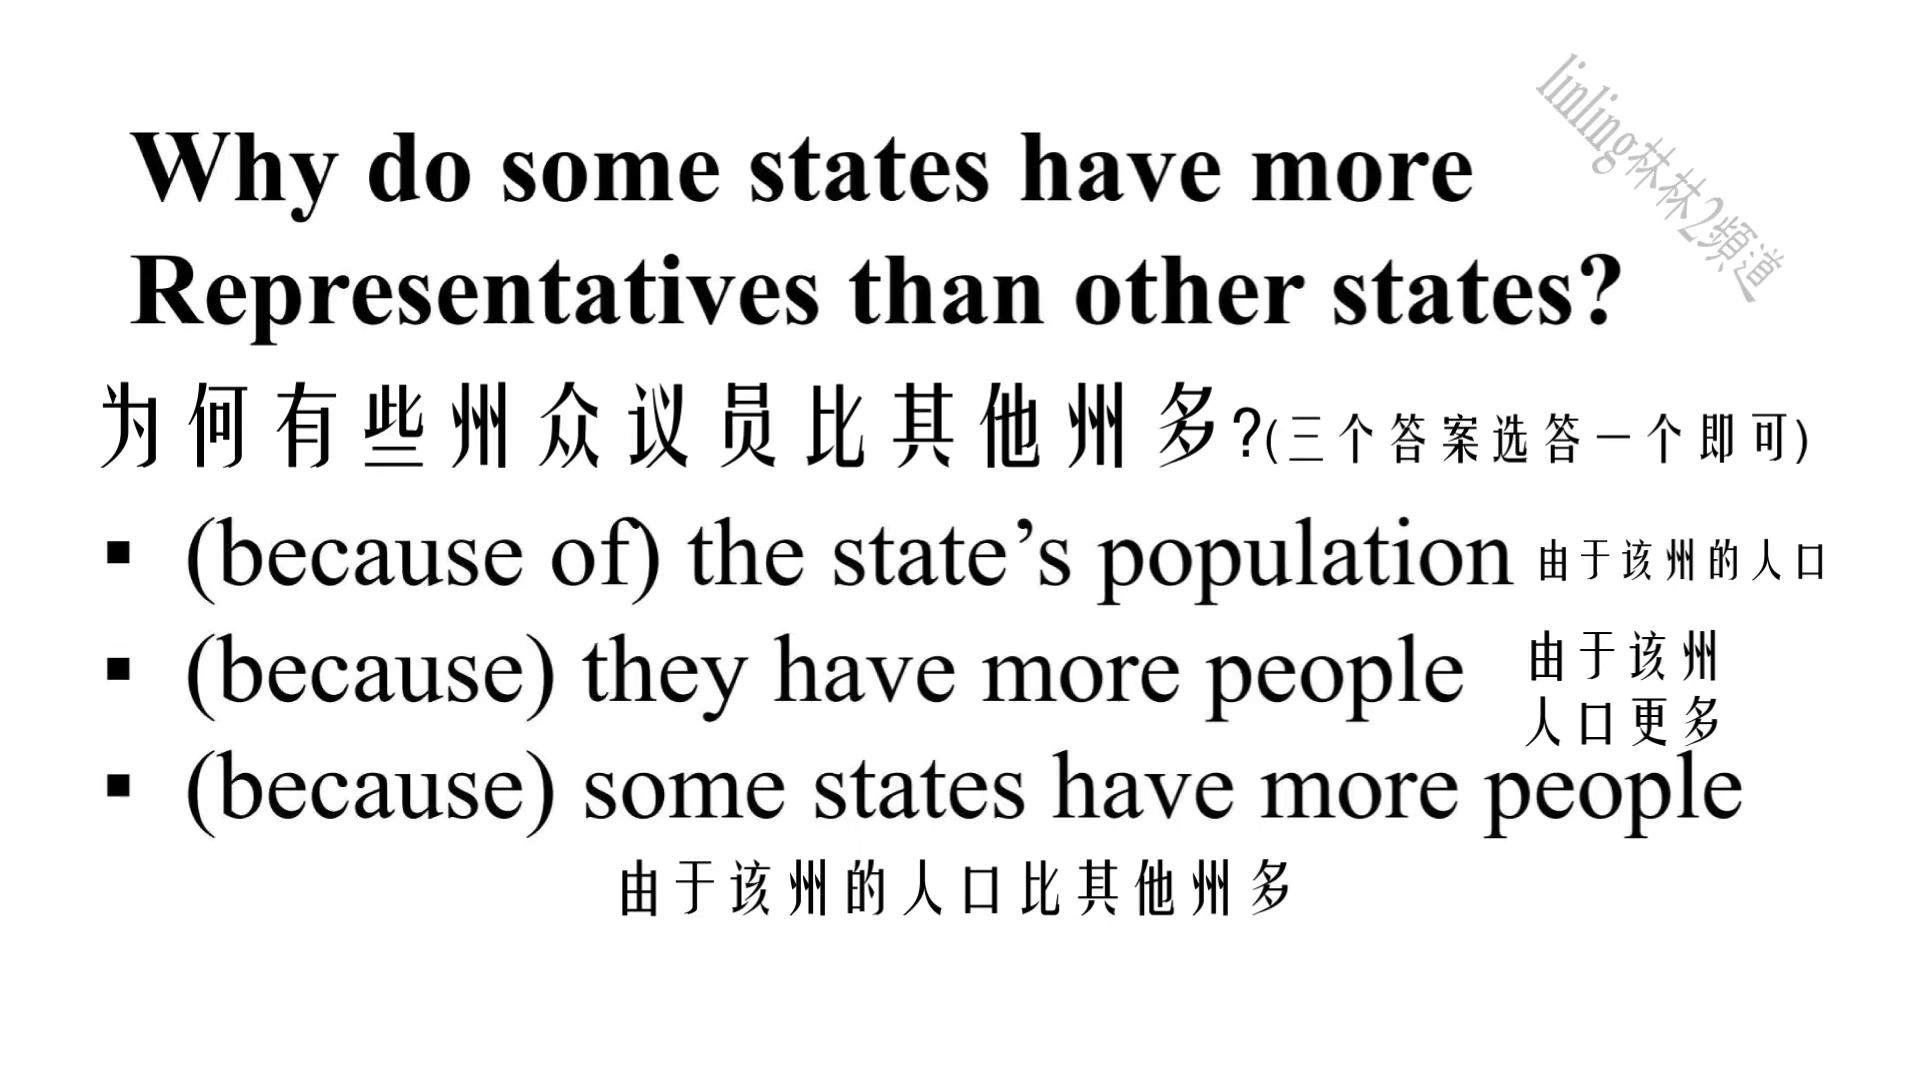 linling林林2頻道
Why do some states have more
Representatives than other states?
为何有些州众议员比其他州多?(三个答案选答一个即可)
▪ (because of) the state’s population 由于该州的人口
▪ (because) they have more people 由于该州
人口更多
▪ (because) some states have more people
由于该州的人口比其他州多